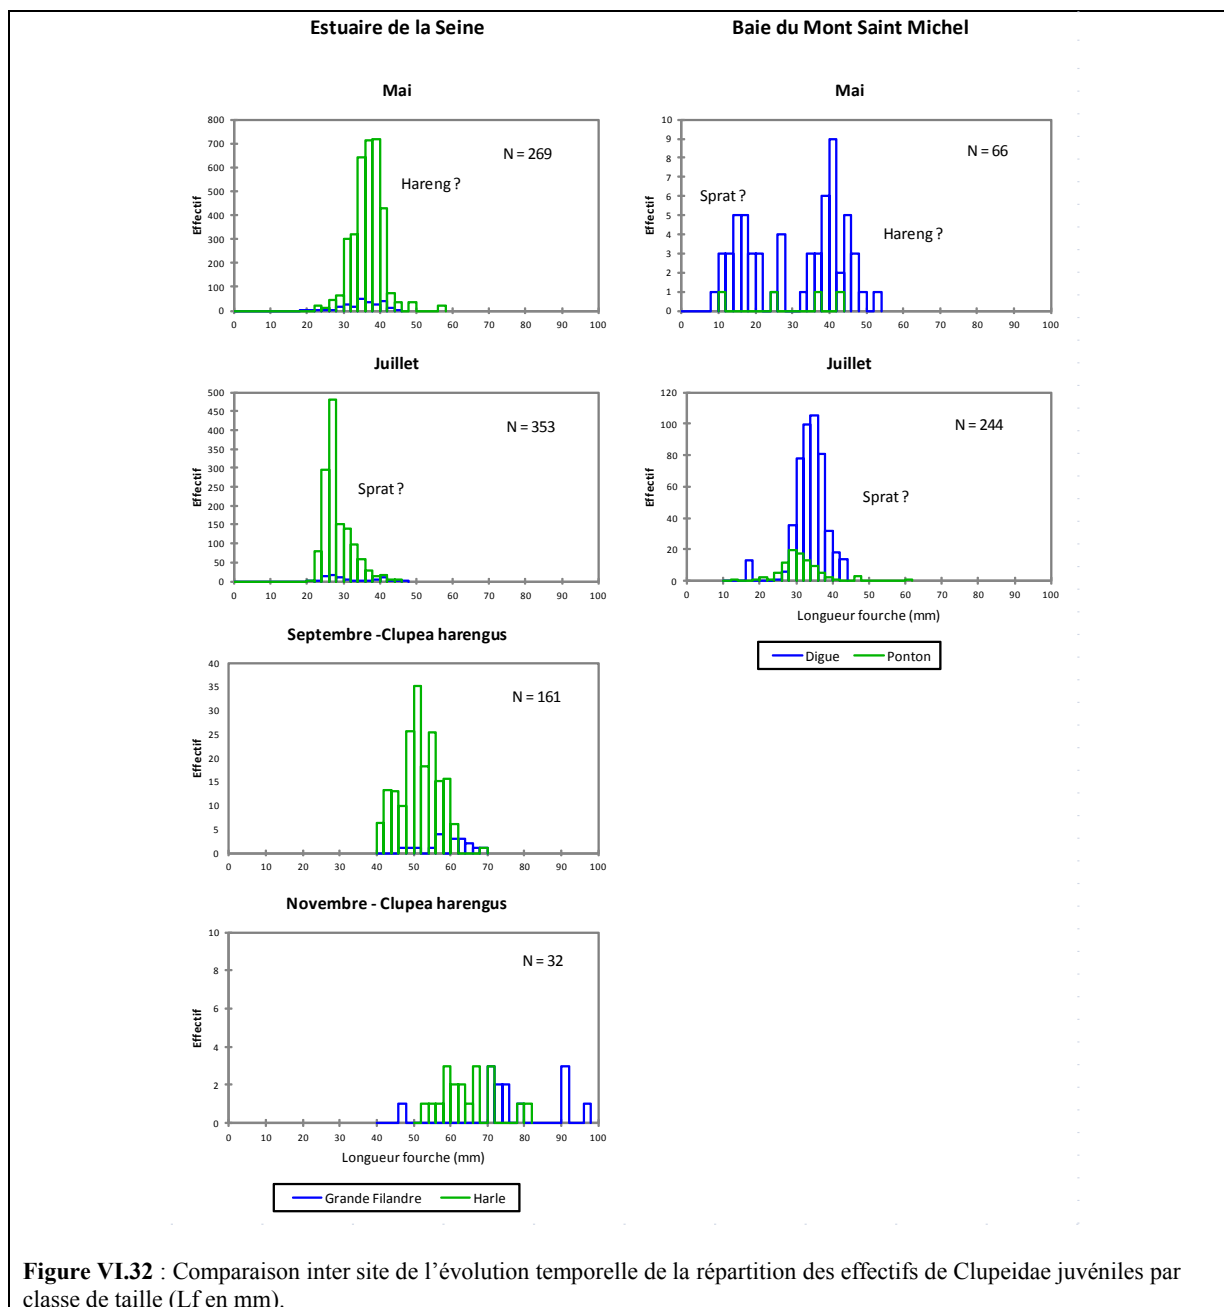 Estuaire de la Seine
Baie du Mont Saint Michel
Mai
800
700
600
500
400
300
200
100
0
Effectif
N = 269
Hareng ?
0 10 20 30 40 50 60 70 80 90 100
Mai
10
9
8
7
6
5
4
3
2
1
0
Effectif
N = 66
Sprat ?
Hareng ?
0 10 20 30 40 50 60 70 80 90 100
Juillet
500
450
400
350
300
250
200
150
100
50
0
Effectif
N = 353
Sprat ?
0 10 20 30 40 50 60 70 80 90 100
Juillet
120
100
80
60
40
20
0
Effectif
N = 244
Sprat ?
0 10 20 30 40 50 60 70 80 90 100
Longueur fourche (mm)
Digue Ponton
Septembre -Clupea harengus
40
35
30
25
20
15
10
5
0
Effectif
N = 161
0 10 20 30 40 50 60 70 80 90 100
Novembre - Clupea harengus
10
8
6
4
2
0
Effectif
N = 32
0 10 20 30 40 50 60 70 80 90 100
Longueur fourche (mm)
Grande Filandre Harle
Figure VI.32 : Comparaison inter site de l'évolution temporelle de la répartition des effectifs de Clupeidae juvéniles par
classe de taille (Lf en mm).